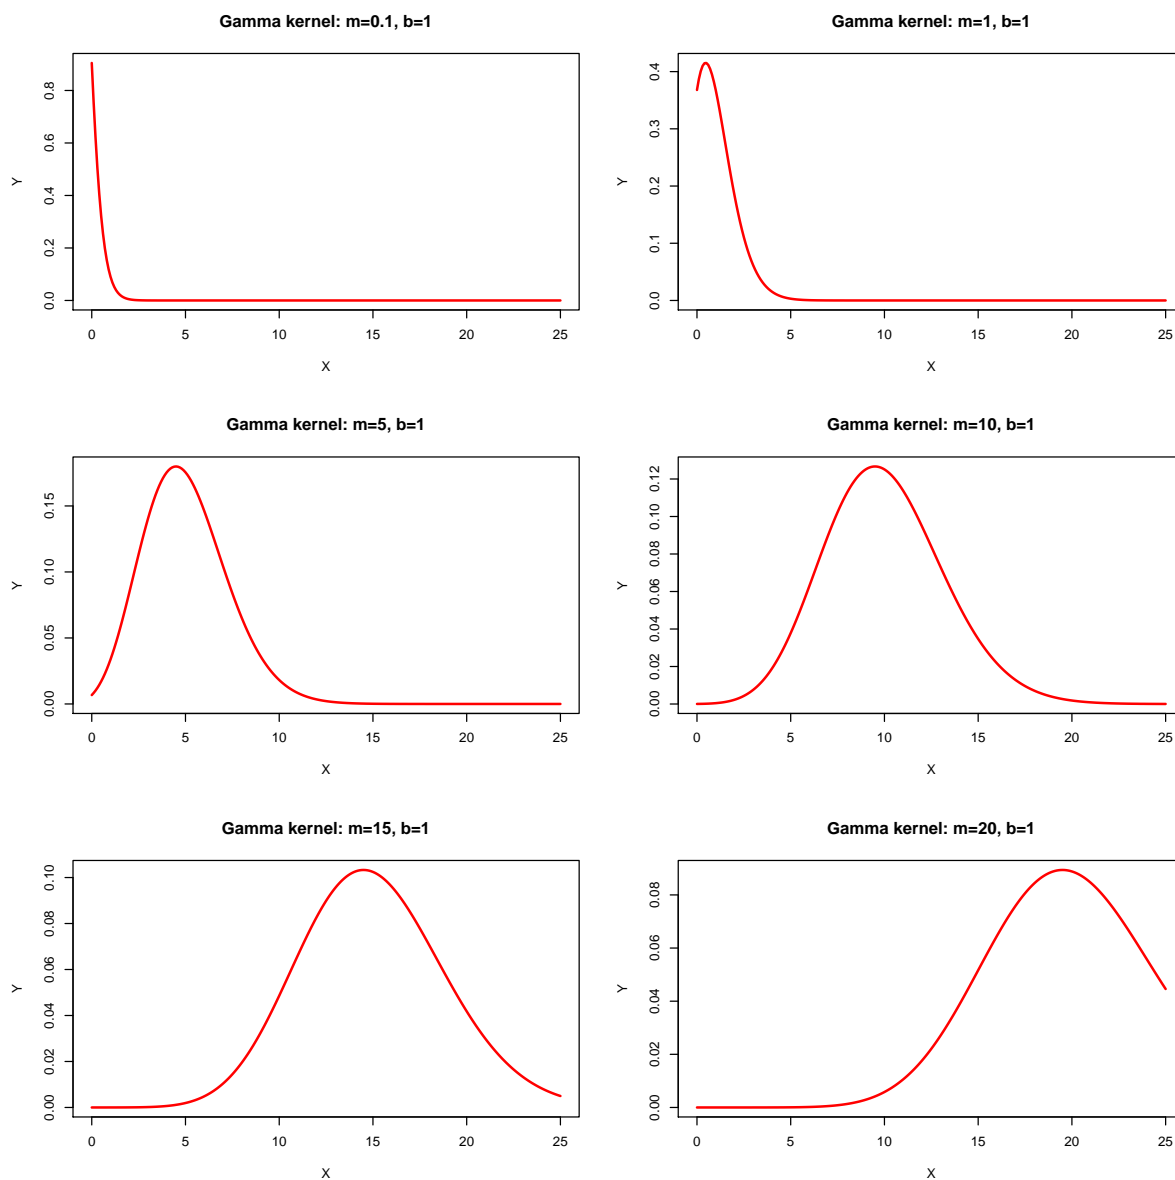 Gamma kernel: m=0.1, b=1
Y
0.0 0.2 0.4 0.6 0.8
0 5 10 15 20 25
X
Gamma kernel: m=1, b=1
Y
0.0 0.1 0.2 0.3 0.4
0 5 10 15 20 25
X
Gamma kernel: m=5, b=1
Y
0.00 0.05 0.10 0.15
0 5 10 15 20 25
X
Gamma kernel: m=10, b=1
Y
0.00 0.02 0.04 0.06 0.08 0.10 0.12
0 5 10 15 20 25
X
Gamma kernel: m=15, b=1
Y
0.00 0.02 0.04 0.06 0.08 0.10
0 5 10 15 20 25
X
Gamma kernel: m=20, b=1
Y
0.00 0.02 0.04 0.06 0.08
0 5 10 15 20 25
X